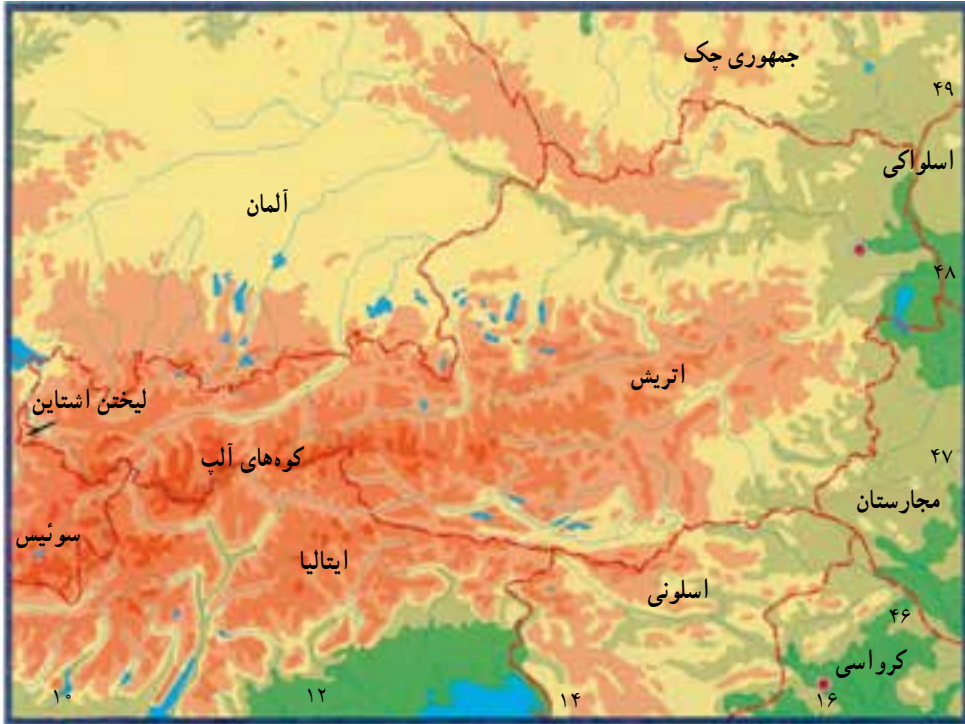 جمهوری چک
۴۹
اسلواکی
آلمان
۴۸
اتریش
لیختن اشتاین
کوه‌های آلپ
۴۷
مجارستان
سوئیس
ایتالیا
اسلونی
۴۶
کرواسی
۱۰
۱۲
۱۴
۱۶